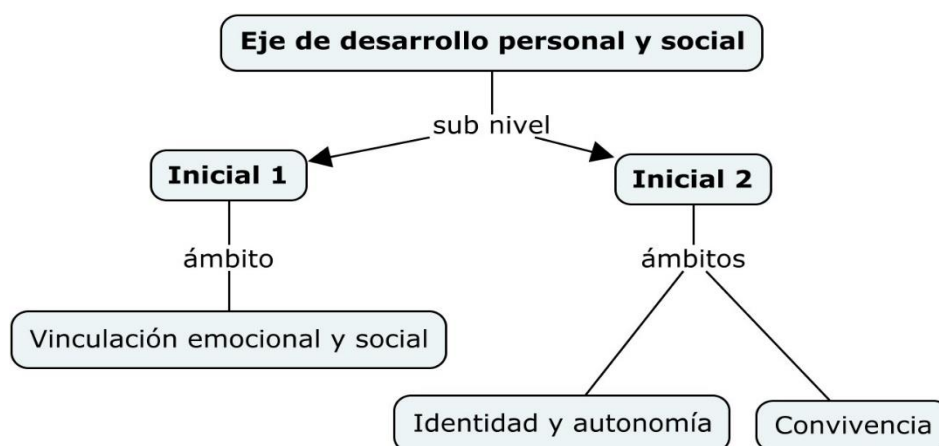 Eje de desarrollo personal y social
sub nivel
Inicial 1
Inicial 2
ámbito
ámbitos
Vinculación emocional y social
Identidad y autonomía
Convivencia